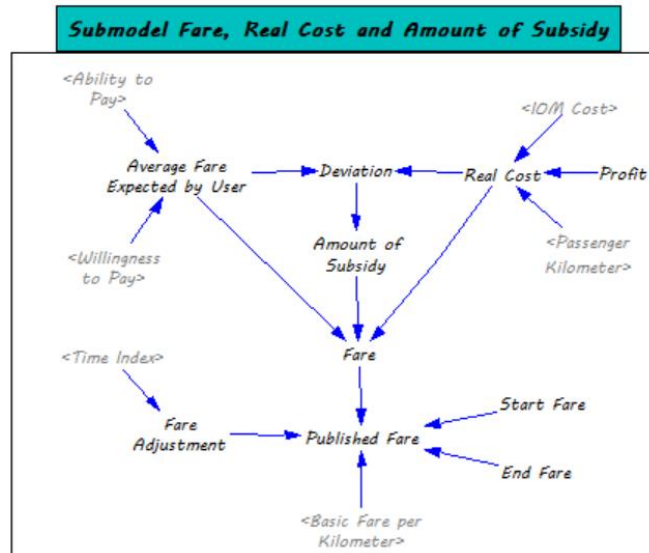 Submodel Fare, Real Cost and Amount of Subsidy
<Ability to
Pay>
<IOM Cost>
Average Fare
Expected by User
Deviation
Real Cost
Profit
<Willingness
to Pay>
Amount of
Subsidy
<Passenger
Kilometer>
Fare
<Time Index>
Start Fare
Fare
Adjustment
Published Fare
End Fare
<Basic Fare per
Kilometer>